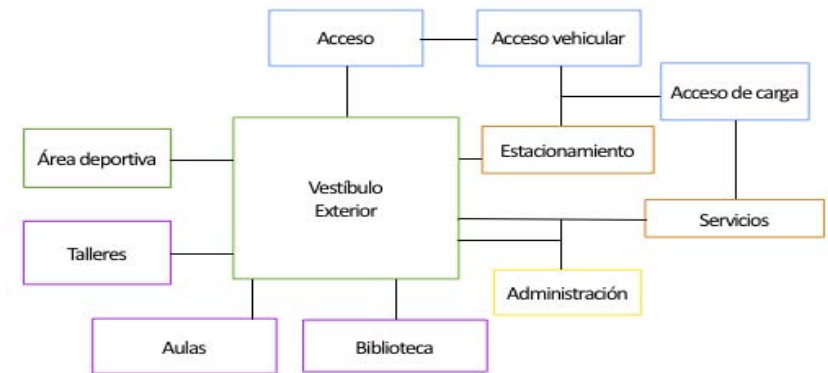 Acceso
Acceso vehicular
Acceso de carga
Área deportiva
Estacionamiento
Vestíbulo
Exterior
Servicios
Talleres
Administración
Aulas
Biblioteca